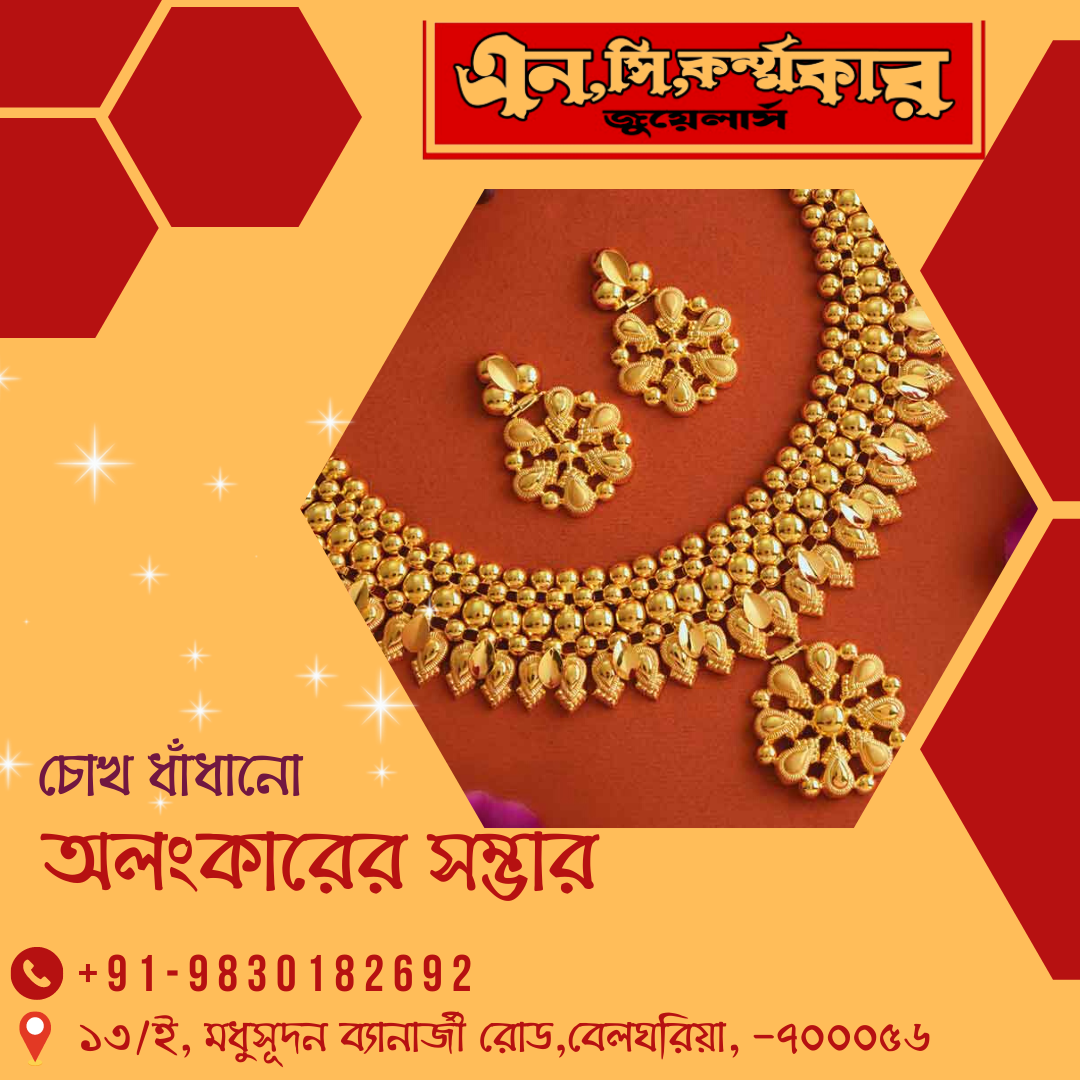 এন,সি,কর্ম্মকার
জুয়েলার্স
চোখ ধাঁধানো
অলংকারের সম্ভার
+91-9830182692
১৩/ই, মধুসূদন ব্যানার্জী রোড,বেলঘরিয়া, –৭০০০৫৬